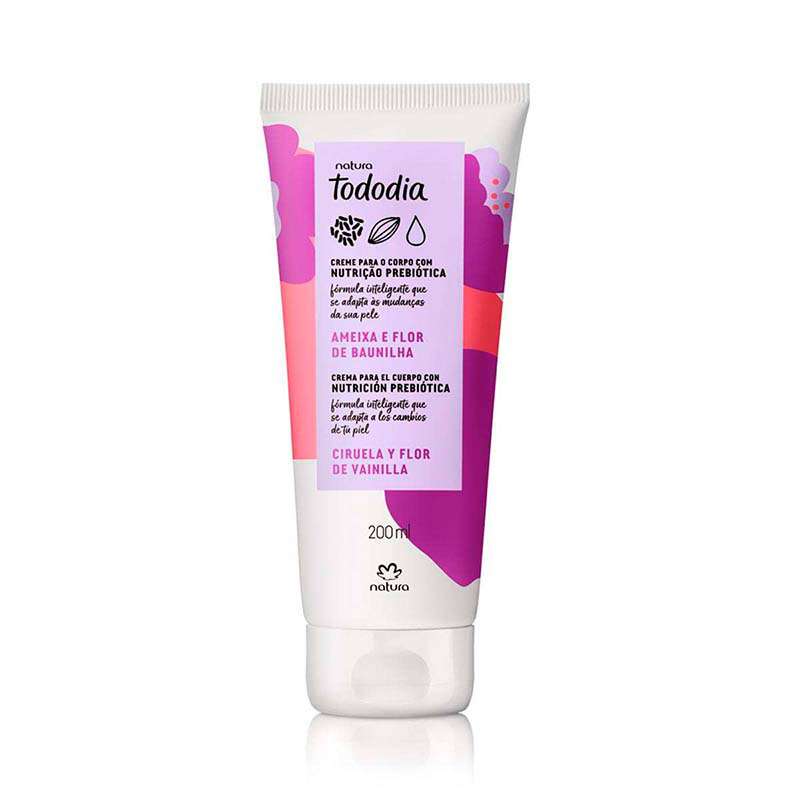 natura
Tododia
CREME PARA O CORPO COM
NUTRIÇÃO PREBIÓTICA
fórmula inteligente que
se adapta às mudanças
da sua pele
AMEIXA E FLOR
DE BAUNILHA
CREMA PARA EL CUERPO CON
NUTRICIÓN PREBIÓTICA
fórmula inteligente que
se adapta a los cambios
de tu piel
CIRUELA Y FLOR
DE VAINILLA
200ml
natura